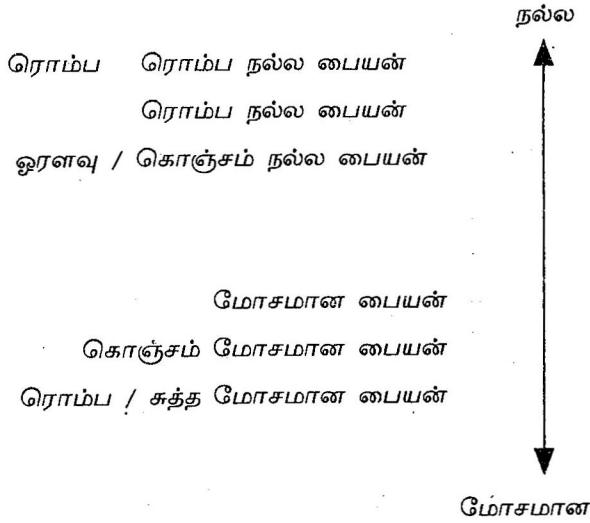 நல்ல
ரொம்ப ரொம்ப நல்ல பையன்
ரொம்ப நல்ல பையன்
ஓரளவு / கொஞ்சம் நல்ல பையன்
மோசமான பையன்
கொஞ்சம் மோசமான பையன்
ரொம்ப / சுத்த மோசமான பையன்
மோசமான